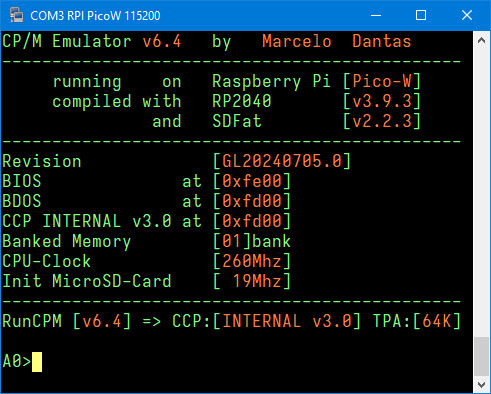 COM3 RPI PicoW 115200
CP/M Emulator v6.4   by   Marcelo  Dantas
--------------------------------------------
     running    on   Raspberry Pi [Pico-W]
     compiled with   RP2040       [v3.9.3]
               and   SDFat        [v2.2.3]
--------------------------------------------
Revision             [GL20240705.0]
BIOS              at [0xfe00]
BDOS              at [0xfd00]
CCP INTERNAL v3.0 at [0xfd00]
Banked Memory        [01]bank
CPU-Clock            [260Mhz]
Init MicroSD-Card    [ 19Mhz]
--------------------------------------------
RunCPM [v6.4] => CCP:[INTERNAL v3.0] TPA:[64K]
A0>